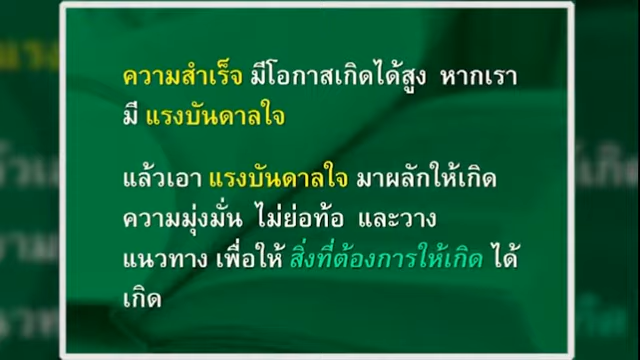 ความสำเร็จ มีโอกาสเกิดได้สูง หากเรา
มี แรงบันดาลใจ
แล้วเอา แรงบันดาลใจ มาผลักให้เกิด
ความมุ่งมั่น ไม่ย่อท้อ และวาง
แนวทาง เพื่อให้ สิ่งที่ต้องการให้เกิด ได้
เกิด